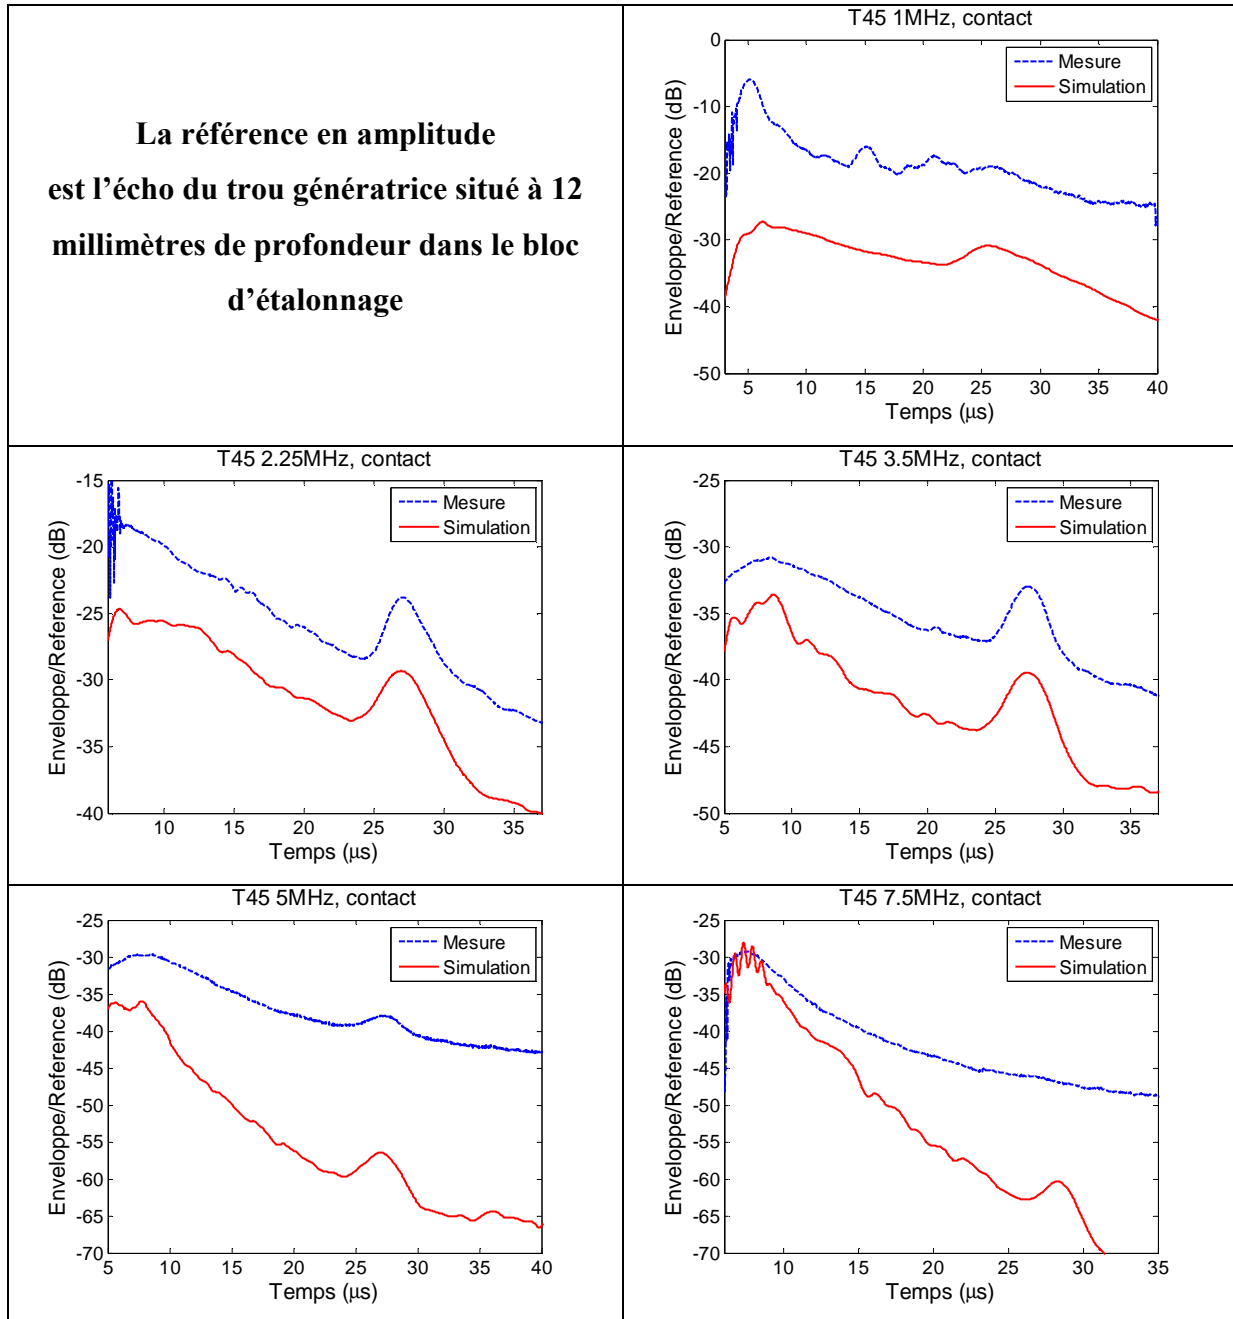 La référence en amplitude
est l'écho du trou génératrice situé à 12
millimètres de profondeur dans le bloc
d'étalonnage
T45 1MHz, contact
Enveloppe/Reference (dB)
0
-10
-20
-30
-40
-50
Mesure
Simulation
5 10 15 20 25 30 35 40
Temps (µs)
T45 2.25MHz, contact
Enveloppe/Reference (dB)
-15
-20
-25
-30
-35
-40
Mesure
Simulation
10 15 20 25 30 35
Temps (µs)
T45 3.5MHz, contact
Enveloppe/Reference (dB)
-25
-30
-35
-40
-45
-50
Mesure
Simulation
5 10 15 20 25 30 35
Temps (µs)
T45 5MHz, contact
Enveloppe/Reference (dB)
-25
-30
-35
-40
-45
-50
-55
-60
-65
-70
Mesure
Simulation
5 10 15 20 25 30 35 40
Temps (µs)
T45 7.5MHz, contact
Enveloppe/Reference (dB)
-25
-30
-35
-40
-45
-50
-55
-60
-65
-70
Mesure
Simulation
10 15 20 25 30 35
Temps (µs)